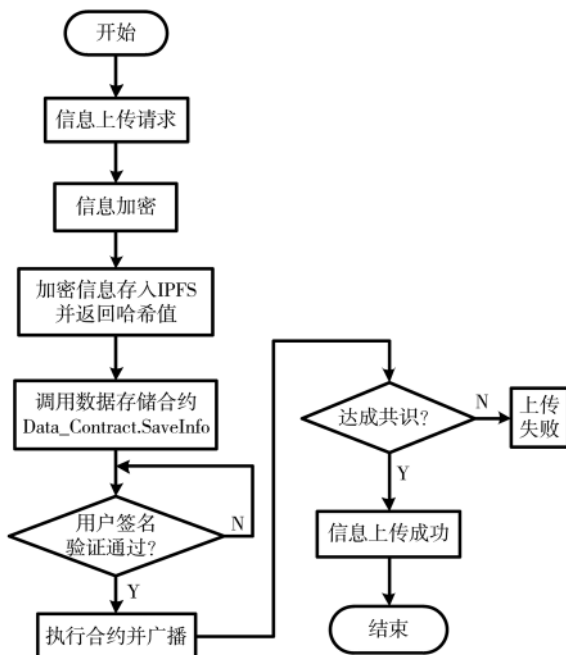 开始
信息上传请求
信息加密
加密信息存入IPFS
并返回哈希值
调用数据存储合约
Data_Contract.SaveInfo
用户签名
验证通过?
N
Y
执行合约并广播
达成共识?
N
上传
失败
Y
信息上传成功
结束